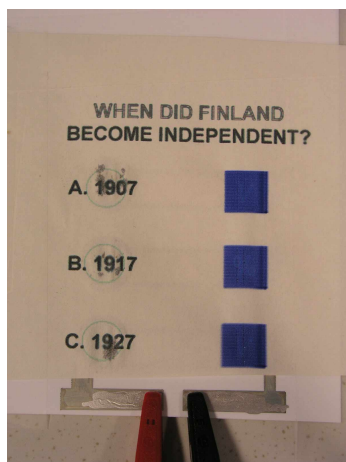 WHEN DID FINLAND
BECOME INDEPENDENT?
A. 1907
B. 1917
C. 1927